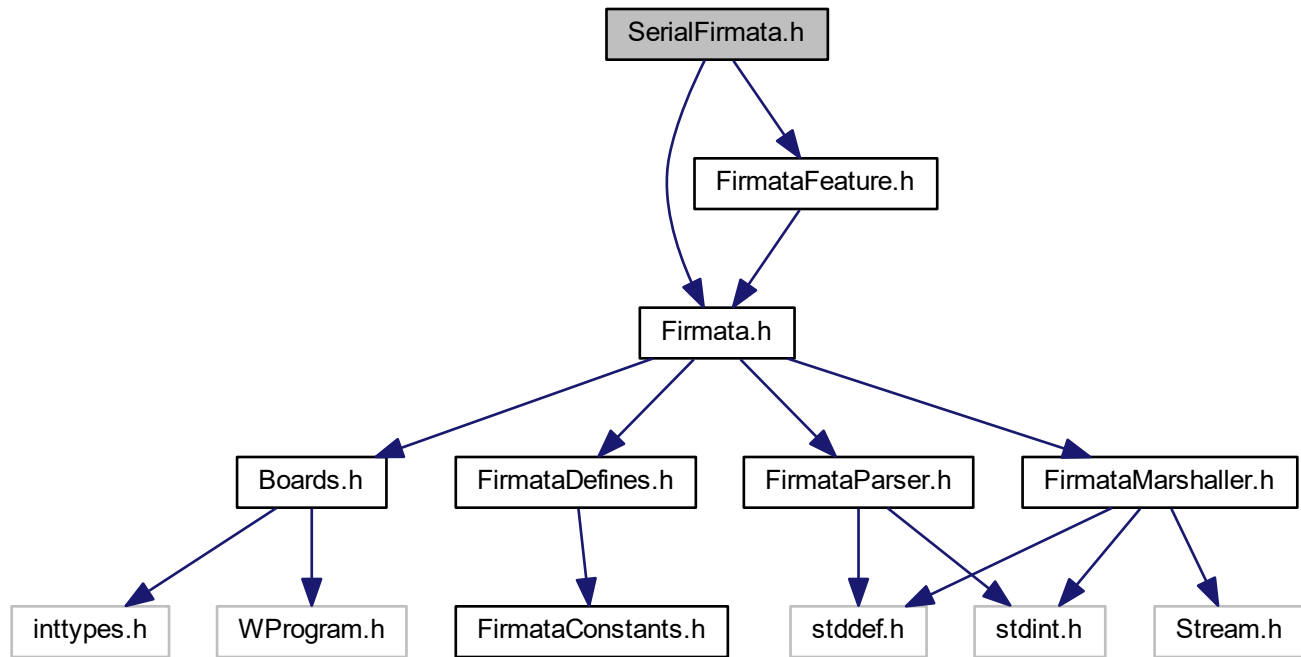 SerialFirmata.h
FirmataFeature.h
Firmata.h
Boards.h
FirmataDefines.h
FirmataParser.h
FirmataMarshaller.h
inttypes.h
WProgram.h
FirmataConstants.h
stddef.h
stdint.h
Stream.h